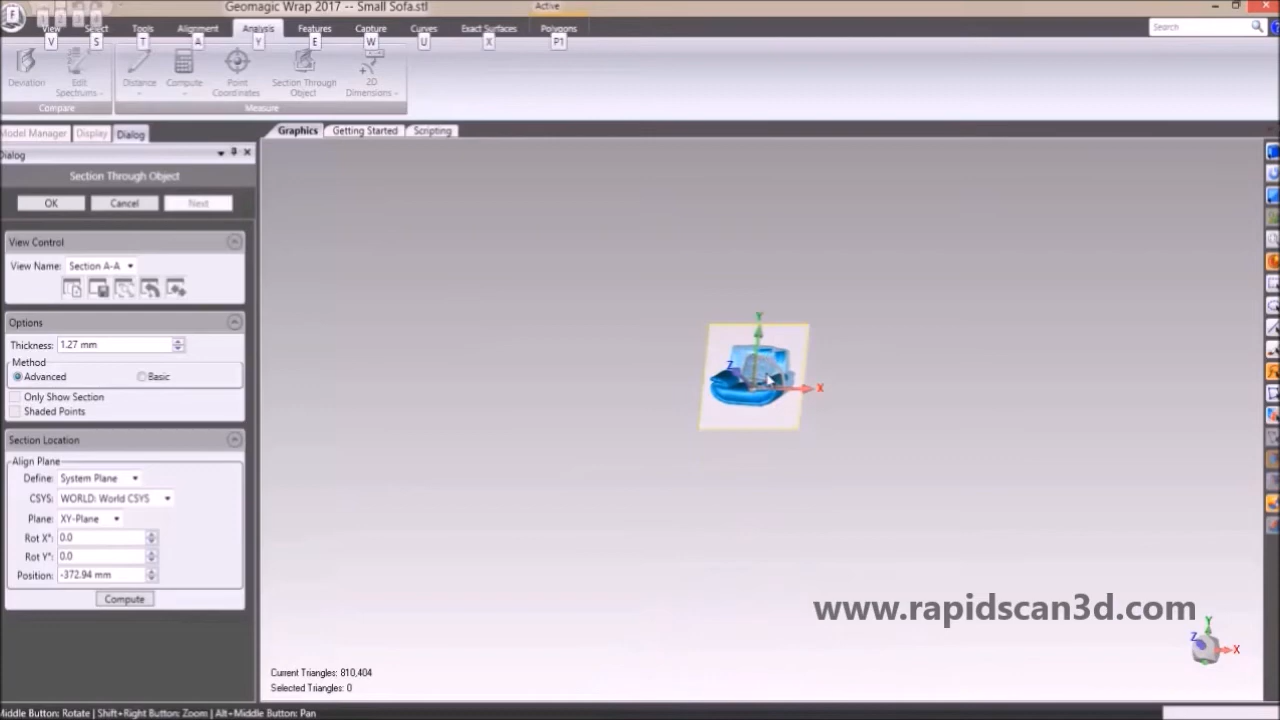 Geomagic Wrap 2017 -- Small Sofa.stl
Active
View Select Tools Alignment Analysis Features Capture Curves Exact Surfaces Polygons
Search
V S T A Y E W U X P1
Deviation Edit Spectrums Distance Compute Point Coordinates Section Through Object 2D Dimensions
Compare Measure
Model Manager Display Dialog
Graphics Getting Started Scripting
Dialog
Section Through Object
OK Cancel Next
View Control
View Name: Section A-A
Options
Thickness: 1.27 mm
Method
Advanced Basic
Only Show Section
Shaded Points
Section Location
Align Plane
Define: System Plane
CSYS: WORLD: World CSYS
Plane: XY-Plane
Rot X°: 0.0
Rot Y°: 0.0
Position: -372.94 mm
Compute
Y
Z
X
www.rapidscan3d.com
Y
Z
X
Current Triangles: 810,404
Selected Triangles: 0
Middle Button: Rotate | Shift+Right Button: Zoom | Alt+Middle Button: Pan